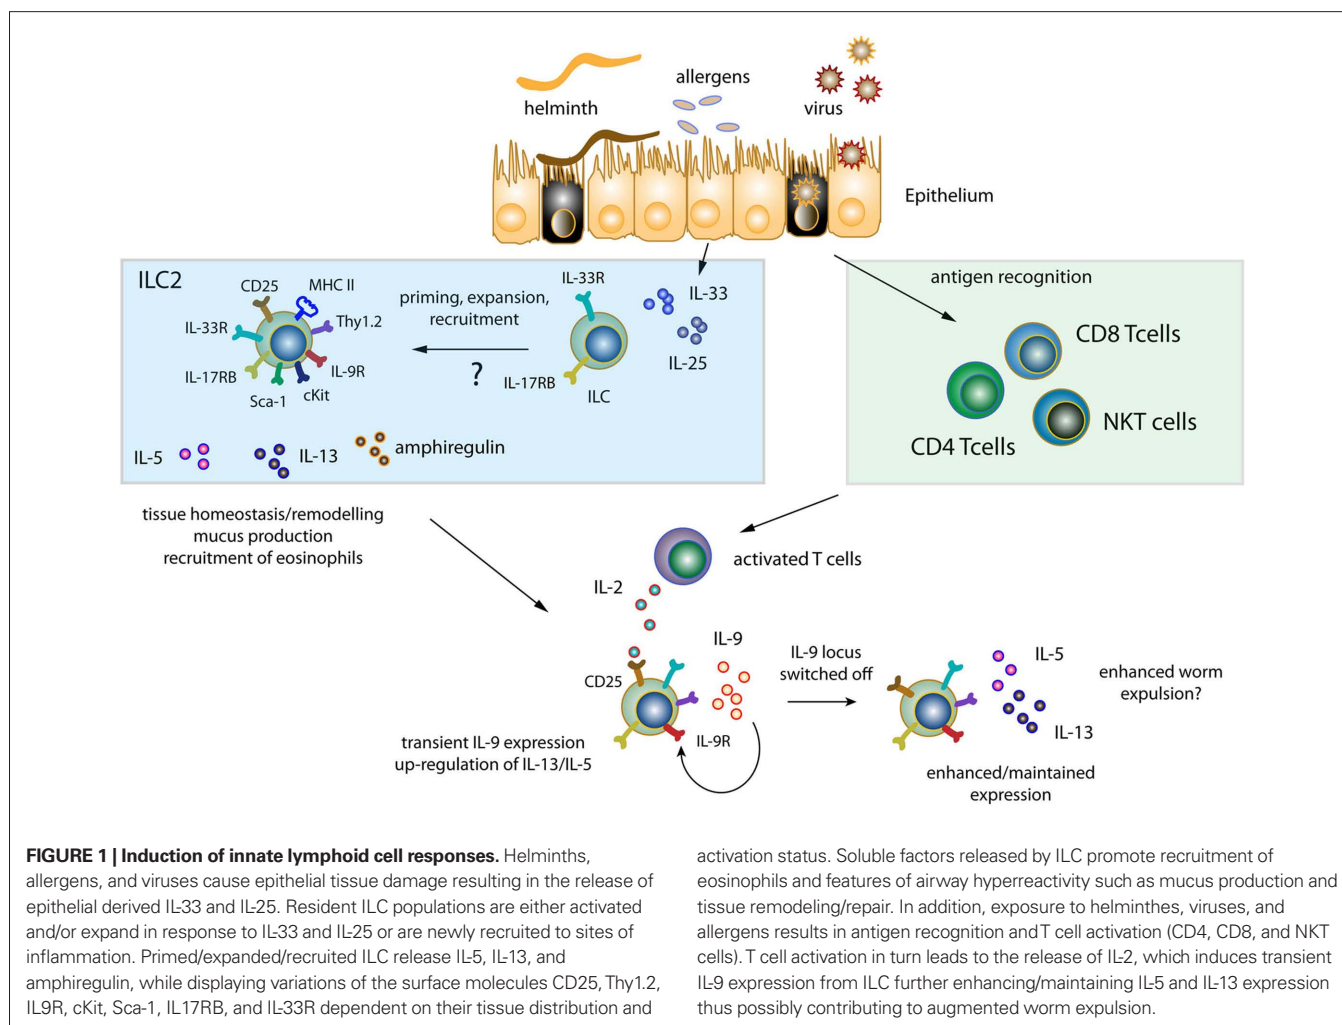 helminth
allergens
virus
Epithelium
ILC2
CD25
MHC II
IL-33R
Thy1.2
IL-17RB
IL-9R
Sca-1
cKit
priming, expansion,
recruitment
?
IL-33R
IL-17RB
ILC
IL-33
IL-25
IL-5
IL-13
amphiregulin
antigen recognition
CD8 Tcells
CD4 Tcells
NKT cells
tissue homeostasis/remodelling
mucus production
recruitment of eosinophils
activated T cells
IL-2
CD25
IL-9
IL-9R
transient IL-9 expression
up-regulation of IL-13/IL-5
IL-9 locus
switched off
IL-5
IL-13
enhanced worm
expulsion?
enhanced/maintained
expression
FIGURE 1 | Induction of innate lymphoid cell responses. Helminths,
allergens, and viruses cause epithelial tissue damage resulting in the release of
epithelial derived IL-33 and IL-25. Resident ILC populations are either activated
and/or expand in response to IL-33 and IL-25 or are newly recruited to sites of
inflammation. Primed/expanded/recruited ILC release IL-5, IL-13, and
amphiregulin, while displaying variations of the surface molecules CD25, Thy1.2,
IL9R, cKit, Sca-1, IL17RB, and IL-33R dependent on their tissue distribution and
activation status. Soluble factors released by ILC promote recruitment of
eosinophils and features of airway hyperreactivity such as mucus production and
tissue remodeling/repair. In addition, exposure to helminthes, viruses, and
allergens results in antigen recognition and T cell activation (CD4, CD8, and NKT
cells). T cell activation in turn leads to the release of IL-2, which induces transient
IL-9 expression from ILC further enhancing/maintaining IL-5 and IL-13 expression
thus possibly contributing to augmented worm expulsion.